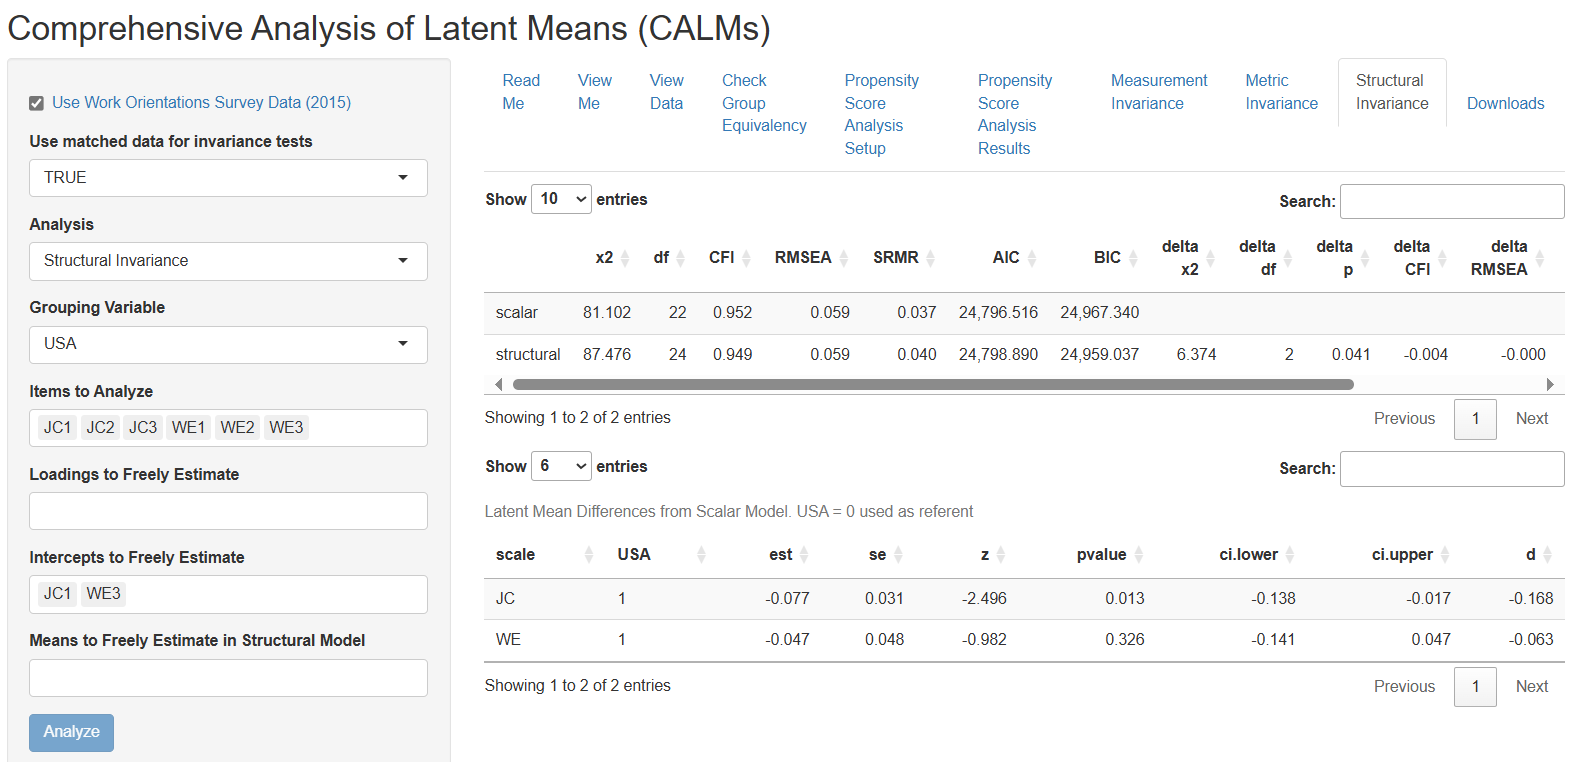 Comprehensive Analysis of Latent Means (CALMs)
Use Work Orientations Survey Data (2015)
Use matched data for invariance tests
TRUE
Analysis
Structural Invariance
Grouping Variable
USA
Items to Analyze
JC1 JC2 JC3 WE1 WE2 WE3
Loadings to Freely Estimate
Intercepts to Freely Estimate
JC1 WE3
Means to Freely Estimate in Structural Model
Analyze
Read
Me
View
Me
View
Data
Check
Group
Equivalency
Propensity
Score
Analysis
Setup
Propensity
Score
Analysis
Results
Measurement
Invariance
Metric
Invariance
Structural
Invariance
Downloads
Show 10 entries
Search:
x2 df CFI RMSEA SRMR AIC BIC delta x2 delta df delta p delta CFI delta RMSEA
scalar 81.102 22 0.952 0.059 0.037 24,796.516 24,967.340
structural 87.476 24 0.949 0.059 0.040 24,798.890 24,959.037 6.374 2 0.041 -0.004 -0.000
Showing 1 to 2 of 2 entries
Previous 1 Next
Show 6 entries
Search:
Latent Mean Differences from Scalar Model. USA = 0 used as referent
scale USA est se z pvalue ci.lower ci.upper d
JC 1 -0.077 0.031 -2.496 0.013 -0.138 -0.017 -0.168
WE 1 -0.047 0.048 -0.982 0.326 -0.141 0.047 -0.063
Showing 1 to 2 of 2 entries
Previous 1 Next